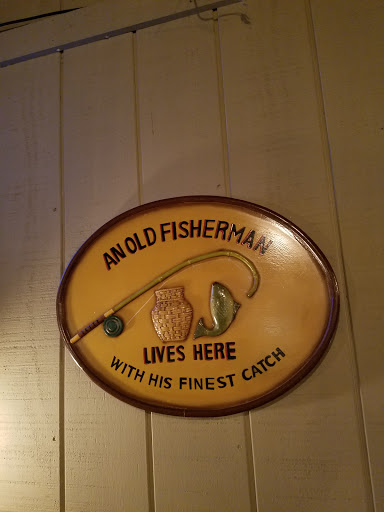 AN OLD FISHERMAN
LIVES HERE
WITH HIS FINEST CATCH